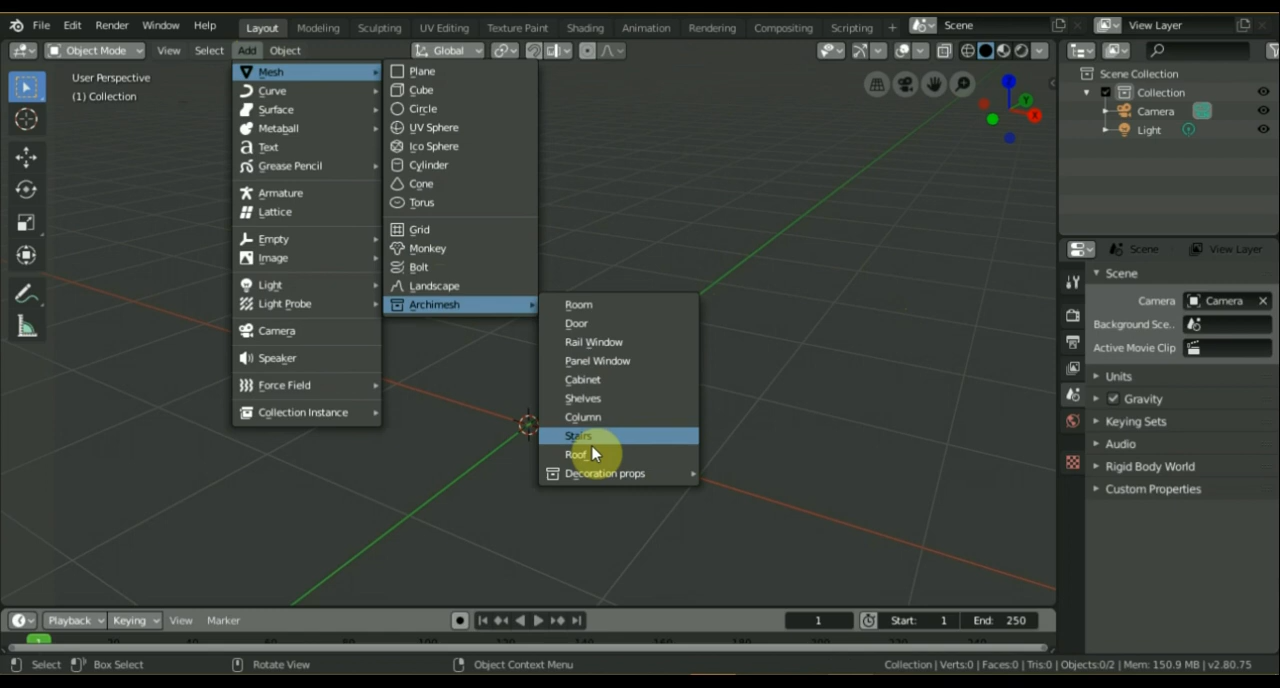 File Edit Render Window Help Layout Modeling Sculpting UV Editing Texture Paint Shading Animation Rendering Compositing Scripting + Scene View Layer
Object Mode View Select Add Object Global
User Perspective
(1) Collection
Mesh
Curve
Surface
Metaball
Text
Grease Pencil
Armature
Lattice
Empty
Image
Light
Light Probe
Camera
Speaker
Force Field
Collection Instance
Plane
Cube
Circle
UV Sphere
Ico Sphere
Cylinder
Cone
Torus
Grid
Monkey
Bolt
Landscape
Archimesh
Room
Door
Rail Window
Panel Window
Cabinet
Shelves
Column
Stairs
Roof
Decoration props
Y
X
Scene Collection
Collection
Camera
Light
Scene View Layer
Scene
Camera Camera
Background Sce..
Active Movie Clip
Units
Gravity
Keying Sets
Audio
Rigid Body World
Custom Properties
Playback Keying View Marker 1 Start: 1 End: 250
1
Select Box Select Rotate View Object Context Menu Collection | Verts:0 | Faces:0 | Tris:0 | Objects:0/2 | Mem: 150.9 MB | v2.80.75